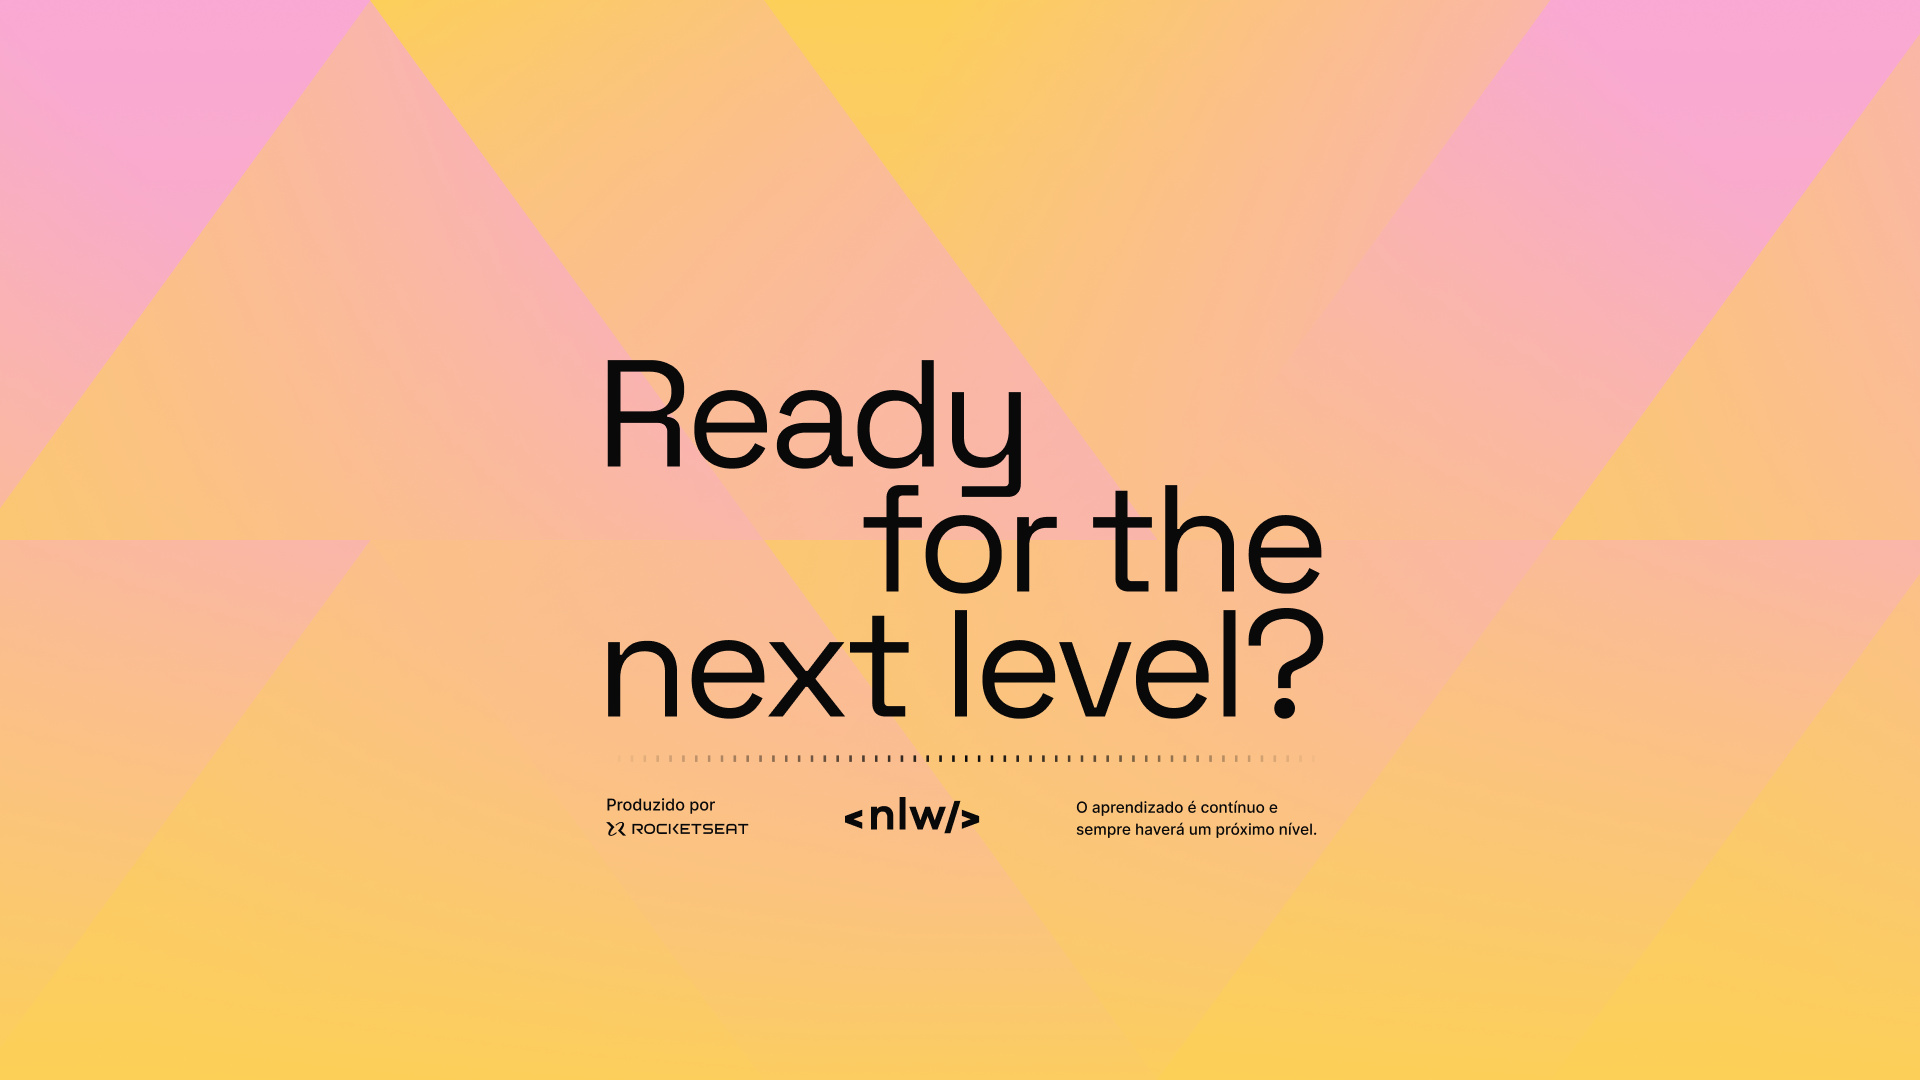 Ready
for the
next level?
Produzido por
ROCKETSEAT
<nlw/>
O aprendizado é contínuo e
sempre haverá um próximo nível.